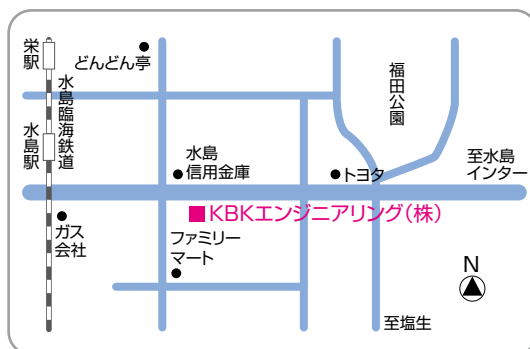 栄駅
どんどん亭
水島臨海鉄道
水島駅
福田公園
水島
信用金庫
トヨタ
至水島
インター
KBKエンジニアリング(株)
ガス
会社
ファミリー
マート
N
至塩生